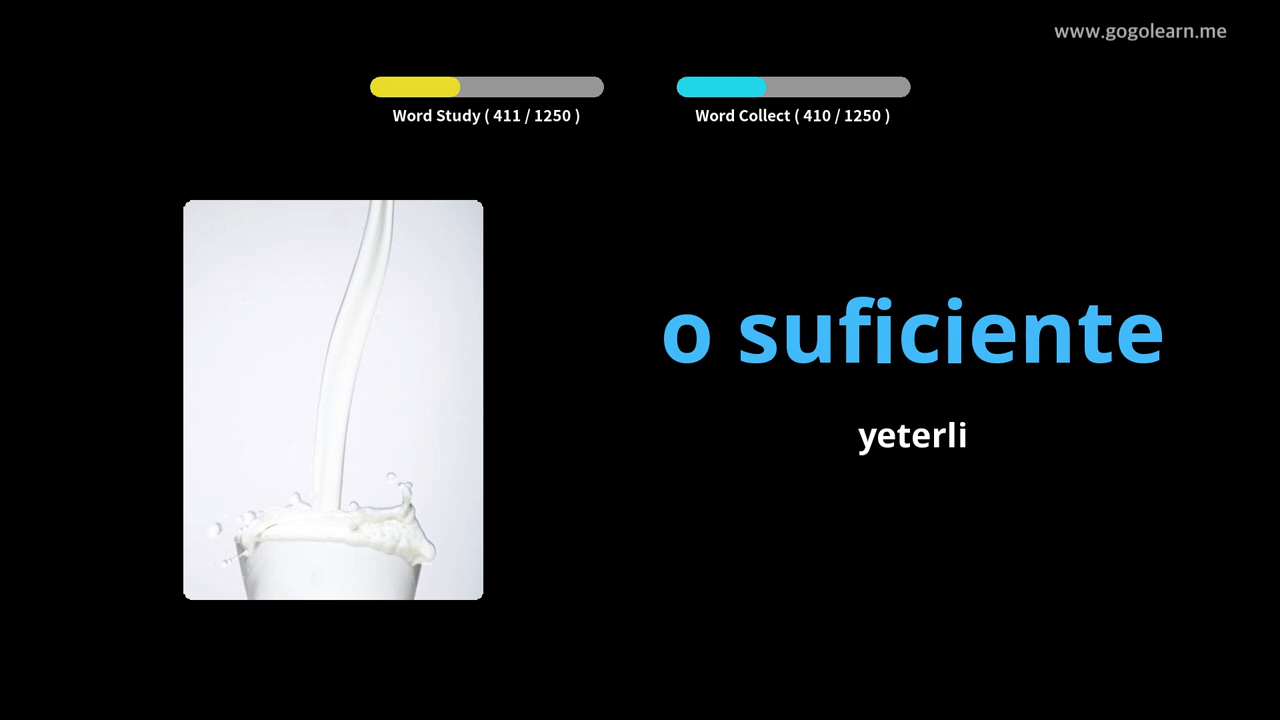 www.gogolearn.me
Word Study ( 411 / 1250 )
Word Collect ( 410 / 1250 )
o suficiente
yeterli